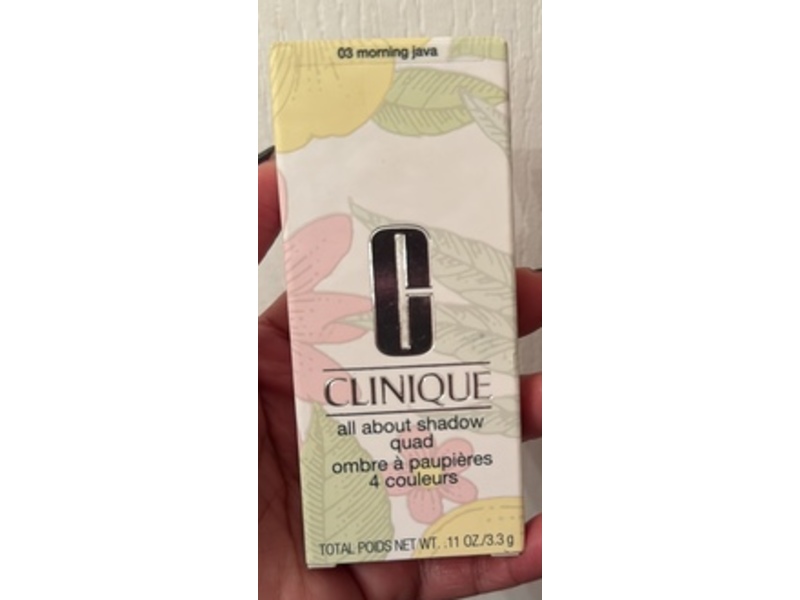 03 morning java
C
CLINIQUE
all about shadow
quad
ombre à paupières
4 couleurs
TOTAL POIDS NET WT. .11 OZ./3.3 g